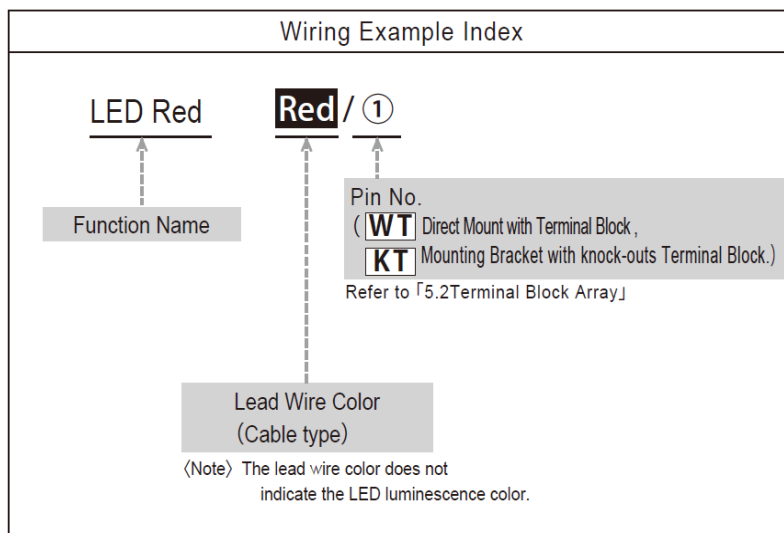 Wiring Example Index
LED Red Red / ①
Function Name
Pin No.
( WT Direct Mount with Terminal Block ,
KT Mounting Bracket with knock-outs Terminal Block.)
Refer to「5.2Terminal Block Array」
Lead Wire Color
(Cable type)
〈Note〉 The lead wire color does not
indicate the LED luminescence color.